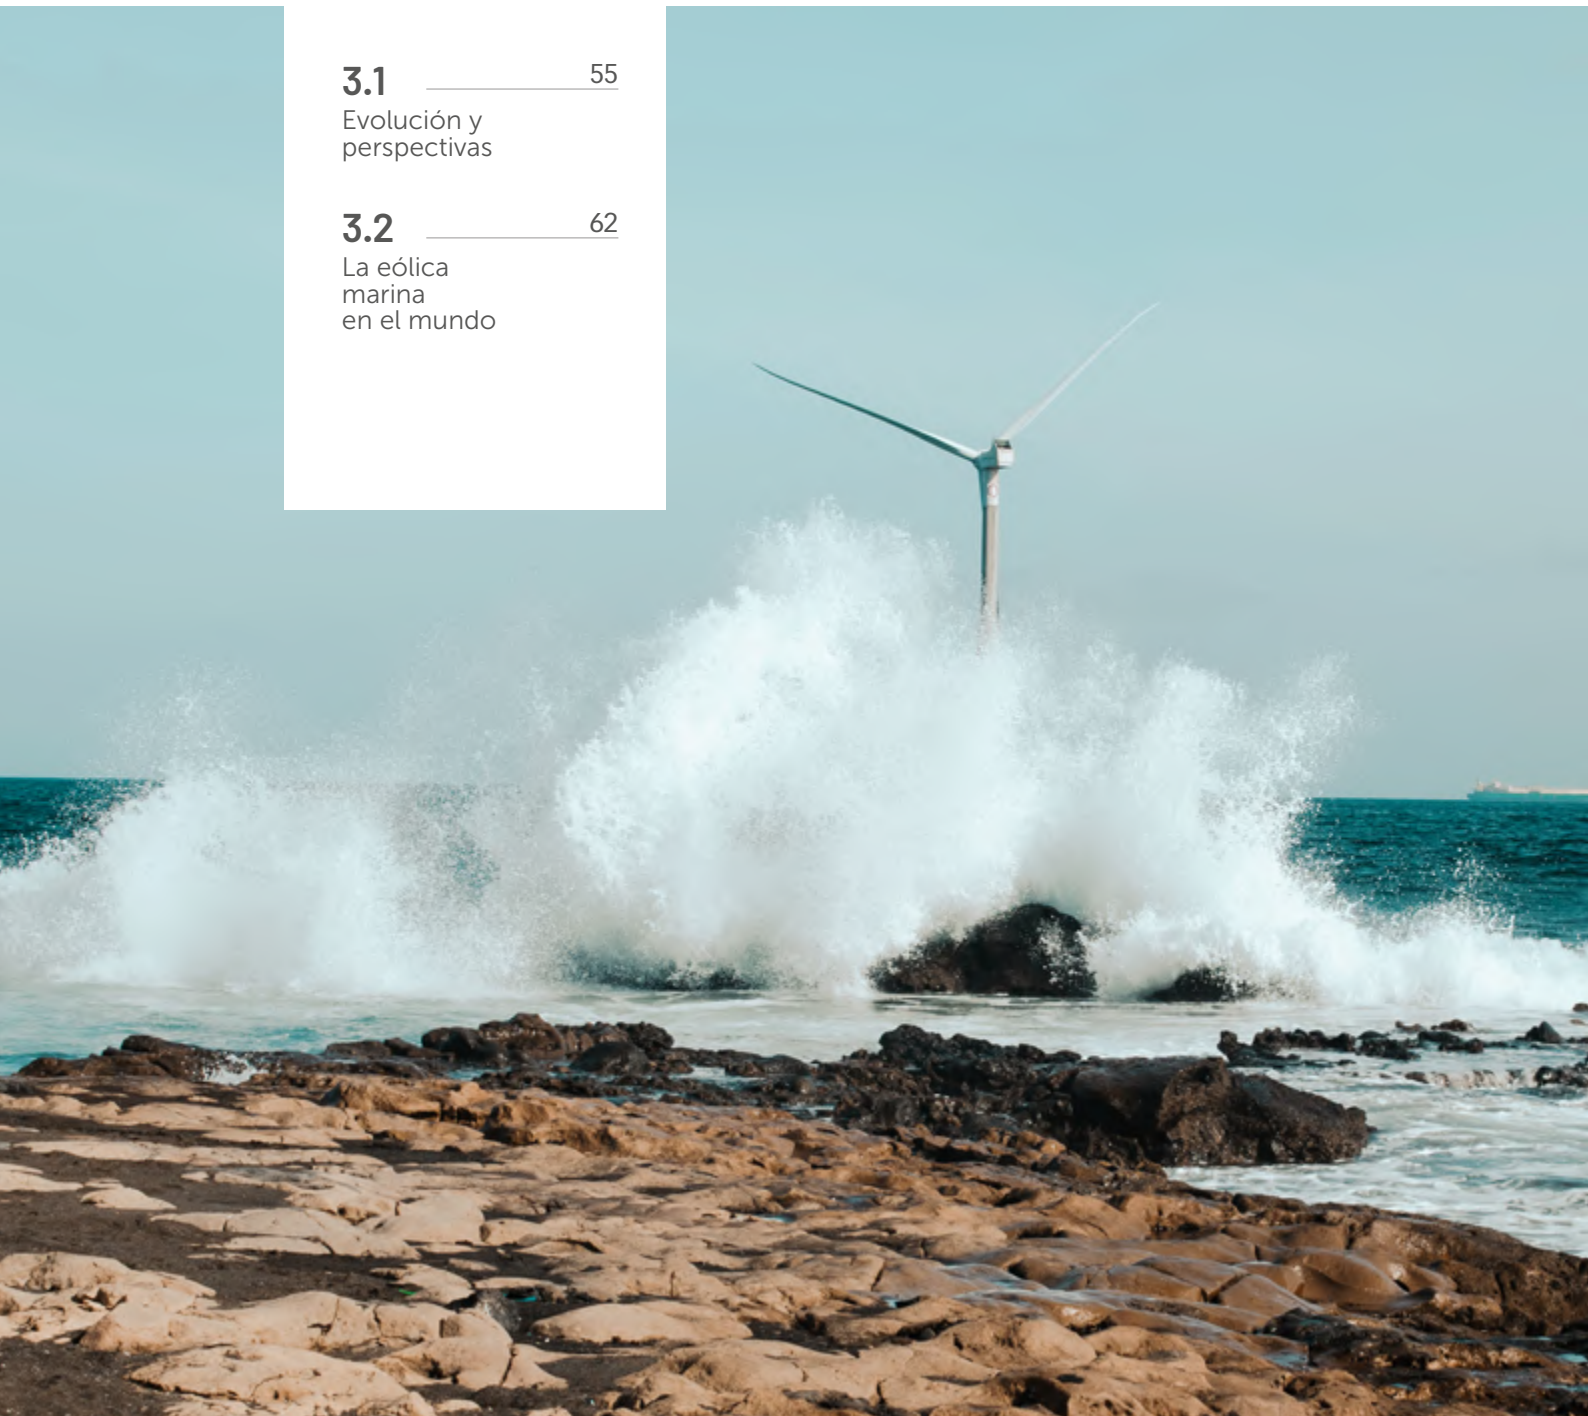 3.1 55
Evolución y
perspectivas
3.2 62
La eólica
marina
en el mundo